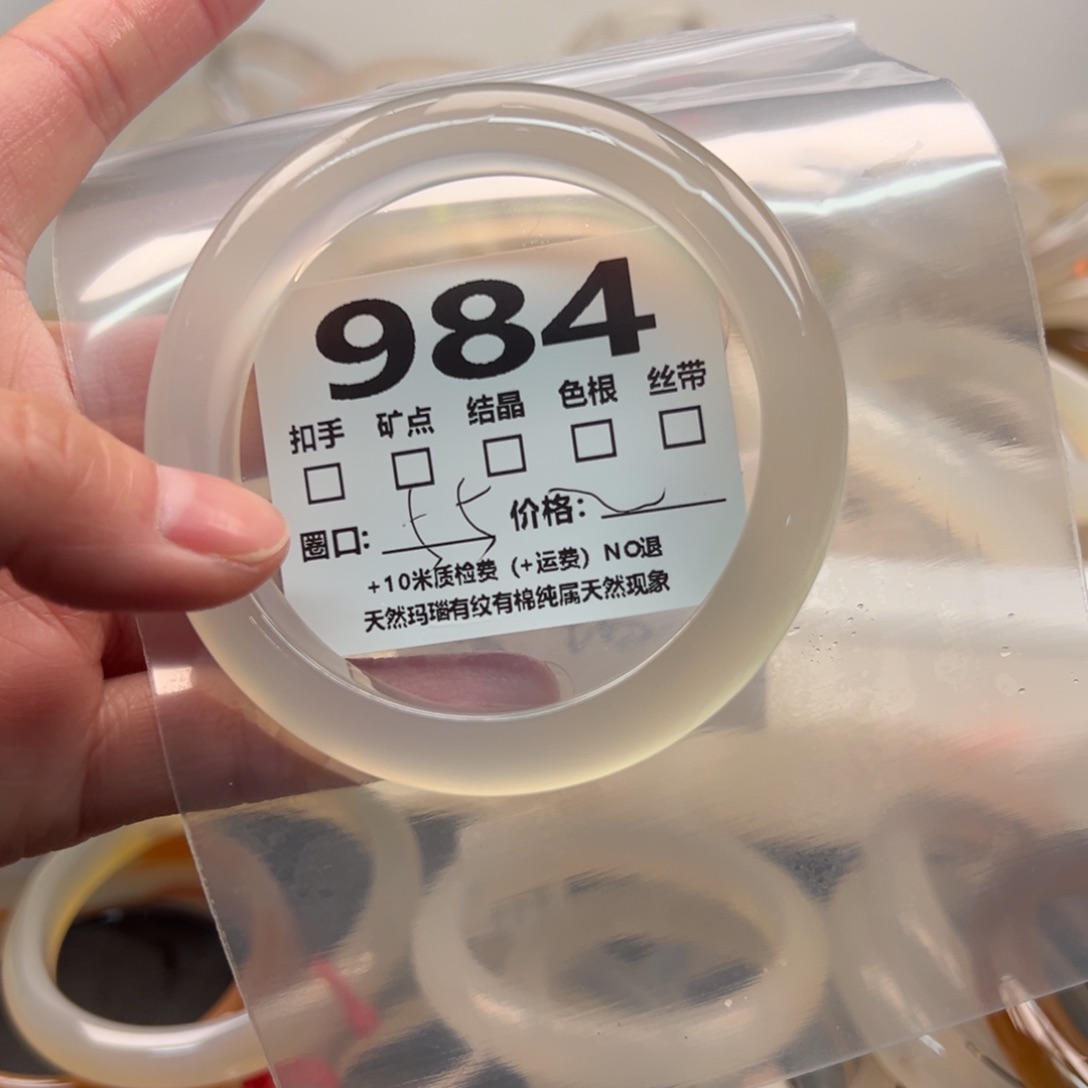 984
扣手 矿点 结晶 色根 丝带
圈口: 价格:
+10米质检费 (+运费) NO退
天然玛瑙有纹有棉纯属天然现象